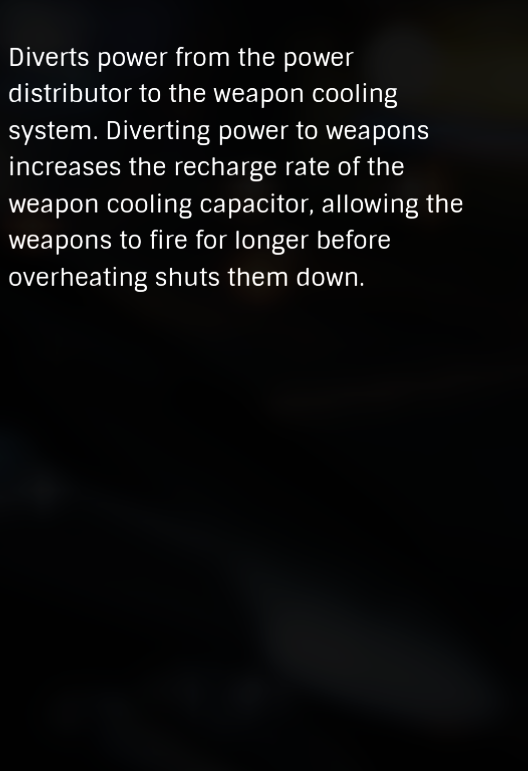 Diverts power from the power
distributor to the weapon cooling
system. Diverting power to weapons
increases the recharge rate of the
weapon cooling capacitor, allowing the
weapons to fire for longer before
overheating shuts them down.